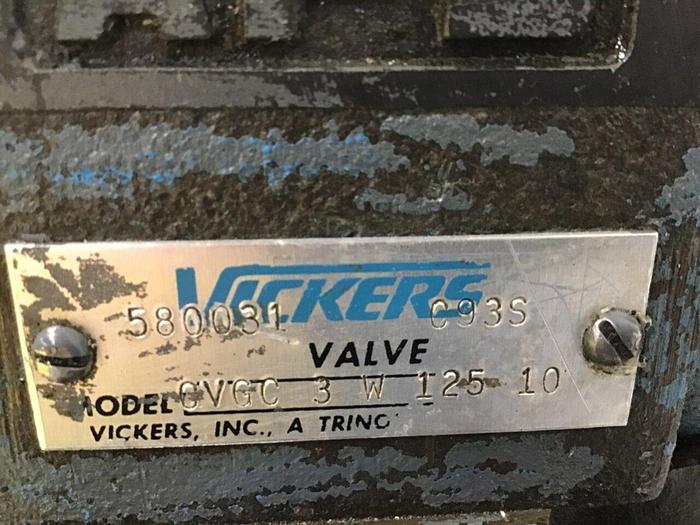 VICKERS
580031 C93S
VALVE
MODEL CVGC 3 W 125 10
VICKERS, INC., A TRINO